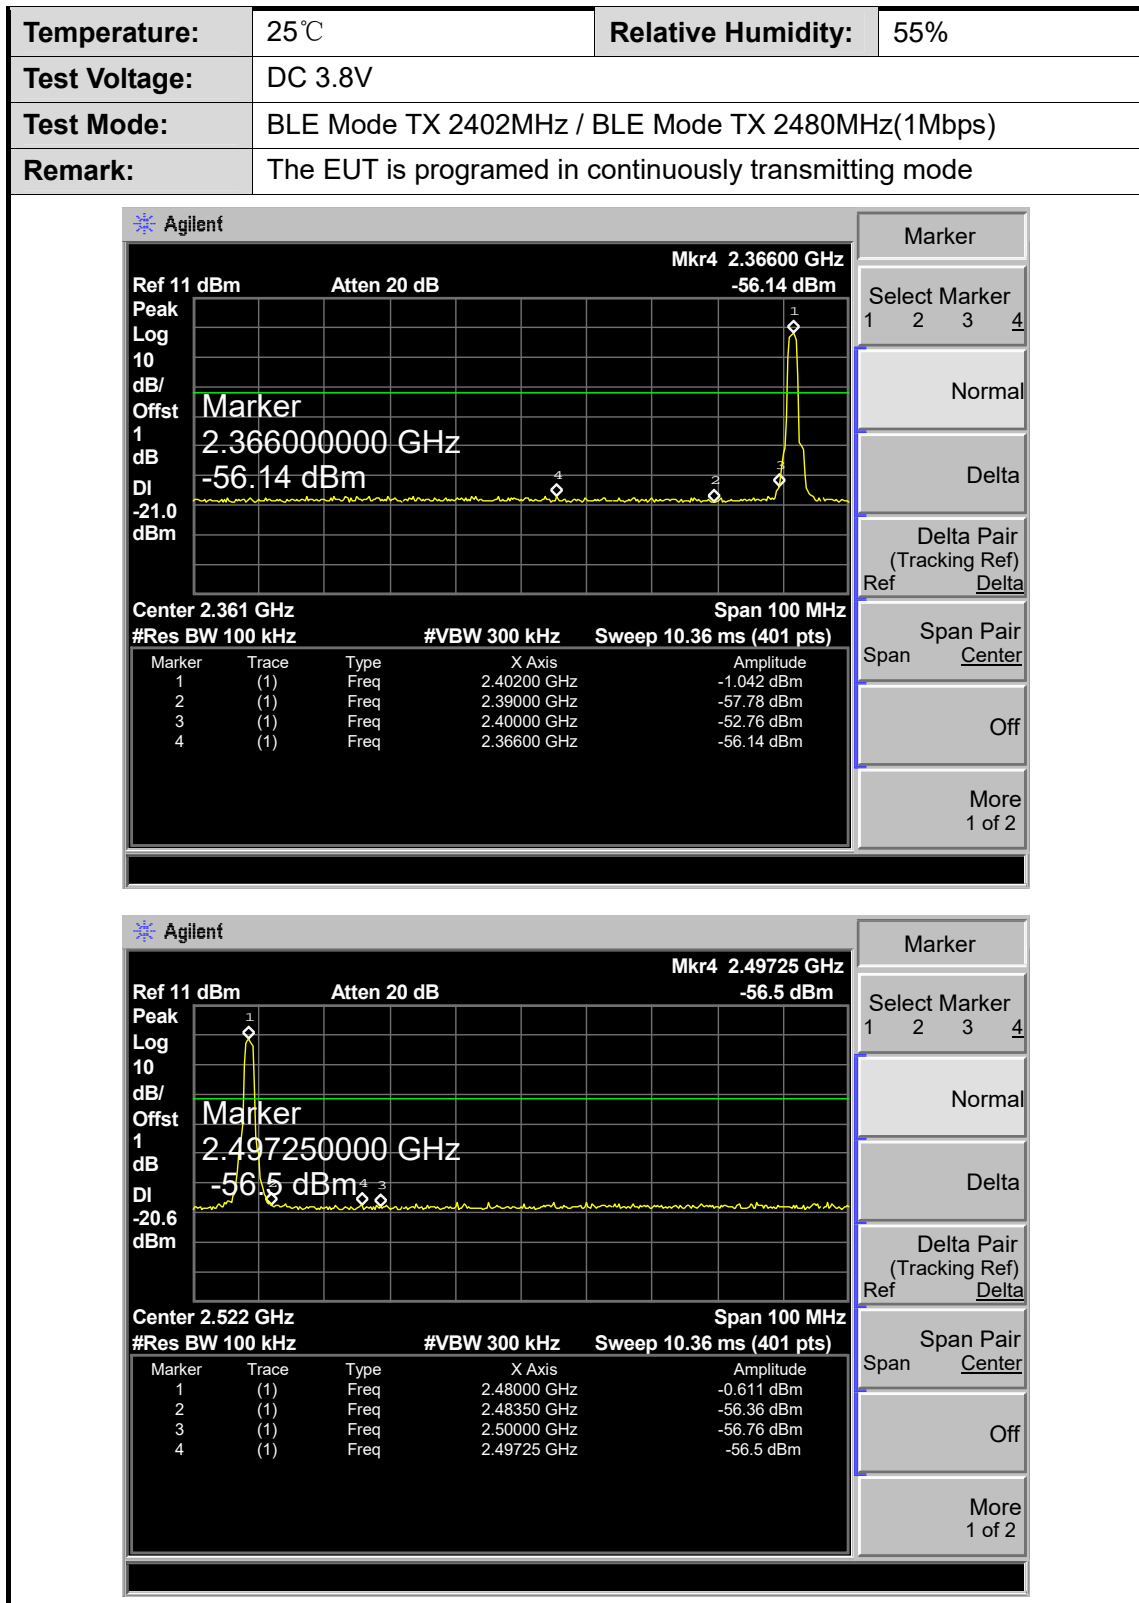 Temperature: 25℃ Relative Humidity: 55%
Test Voltage: DC 3.8V
Test Mode: BLE Mode TX 2402MHz / BLE Mode TX 2480MHz(1Mbps)
Remark: The EUT is programed in continuously transmitting mode
Agilent
Marker
Mkr4 2.36600 GHz
Ref 11 dBm Atten 20 dB -56.14 dBm
Select Marker
1 2 3 4
Peak
Log
10
dB/
Offst
1
dB
DI
-21.0
dBm
1
3
4
2
Marker
2.366000000 GHz
-56.14 dBm
Normal
Delta
Delta Pair
(Tracking Ref)
Ref Delta
Center 2.361 GHz Span 100 MHz
#Res BW 100 kHz #VBW 300 kHz Sweep 10.36 ms (401 pts)
Span Pair
Span Center
Marker Trace Type X Axis Amplitude
1 (1) Freq 2.40200 GHz -1.042 dBm
2 (1) Freq 2.39000 GHz -57.78 dBm
3 (1) Freq 2.40000 GHz -52.76 dBm
4 (1) Freq 2.36600 GHz -56.14 dBm
Off
More
1 of 2
Agilent
Marker
Mkr4 2.49725 GHz
Ref 11 dBm Atten 20 dB -56.5 dBm
Select Marker
1 2 3 4
Peak
Log
10
dB/
Offst
1
dB
DI
-20.6
dBm
1
2
4
3
Marker
2.497250000 GHz
-56.5 dBm
Normal
Delta
Delta Pair
(Tracking Ref)
Ref Delta
Center 2.522 GHz Span 100 MHz
#Res BW 100 kHz #VBW 300 kHz Sweep 10.36 ms (401 pts)
Span Pair
Span Center
Marker Trace Type X Axis Amplitude
1 (1) Freq 2.48000 GHz -0.611 dBm
2 (1) Freq 2.48350 GHz -56.36 dBm
3 (1) Freq 2.50000 GHz -56.76 dBm
4 (1) Freq 2.49725 GHz -56.5 dBm
Off
More
1 of 2